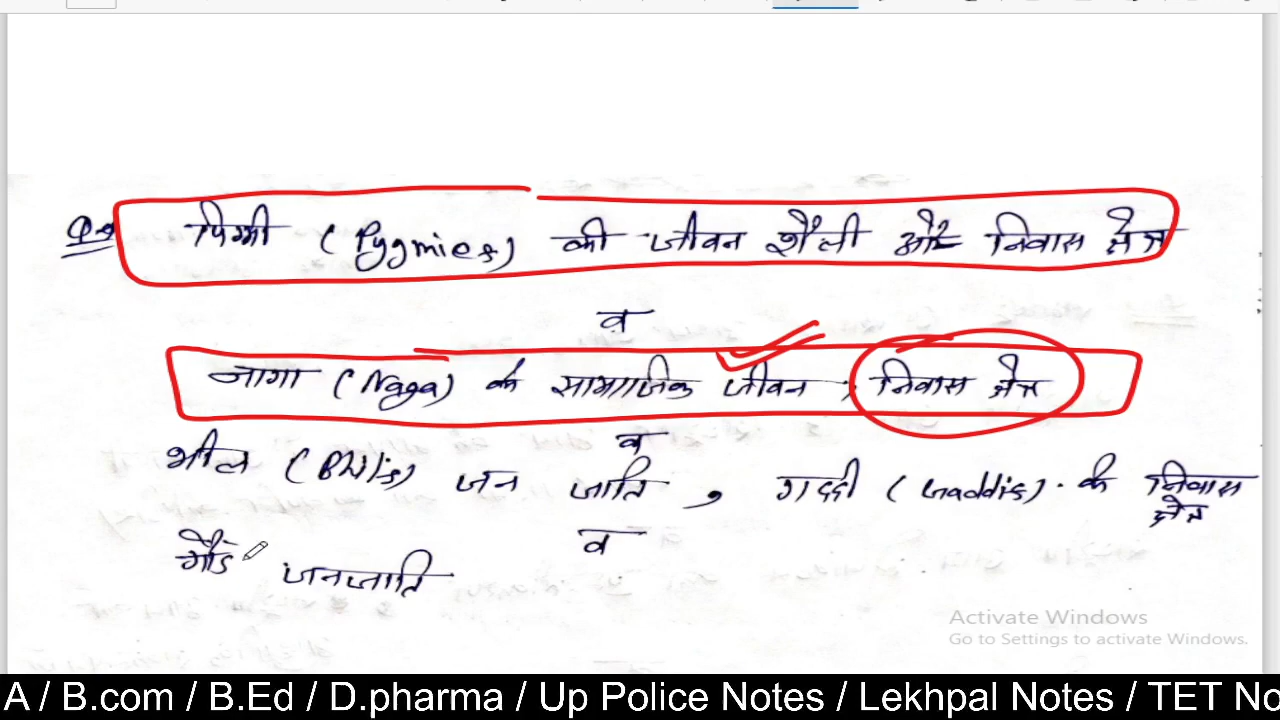 Q-9 पिग्मी (Pygmies) की जीवन शैली और निवास क्षेत्र
व
नागा (Naga) के सामाजिक जीवन, निवास क्षेत्र
व
भील (Bhils) जन जाति, गद्दी (Gaddis). के निवास क्षेत्र
व
गोंड जनजाति
Activate Windows
Go to Settings to activate Windows.
A / B.com / B.Ed / D.pharma / Up Police Notes / Lekhpal Notes / TET No